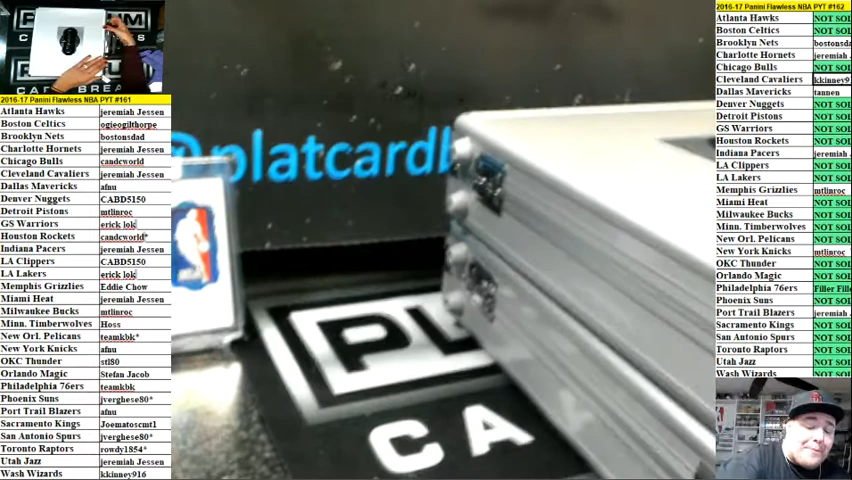 2016-17 Panini Flawless NBA PYT #161
Atlanta Hawks jeremiah Jessen
Boston Celtics ogieogilthorpe
Brooklyn Nets bostonsdad
Charlotte Hornets jeremiah Jessen
Chicago Bulls candcworld
Cleveland Cavaliers jeremiah Jessen
Dallas Mavericks afnu
Denver Nuggets CABD5150
Detroit Pistons mtlinroc
GS Warriors erick lok
Houston Rockets candcworld*
Indiana Pacers jeremiah Jessen
LA Clippers CABD5150
LA Lakers erick lok
Memphis Grizzlies Eddie Chow
Miami Heat jeremiah Jessen
Milwaukee Bucks mtlinroc
Minn. Timberwolves Hoss
New Orl. Pelicans teamkbk*
New York Knicks afnu
OKC Thunder stl80
Orlando Magic Stefan Jacob
Philadelphia 76ers teamkbk
Phoenix Suns jverghese80*
Port Trail Blazers afnu
Sacramento Kings Joematoscmt1
San Antonio Spurs jverghese80*
Toronto Raptors rowdy1854*
Utah Jazz jeremiah Jessen
Wash Wizards kkinney916
@platcardb
PL
CA
2016-17 Panini Flawless NBA PYT #162
Atlanta Hawks NOT SOL
Boston Celtics NOT SOL
Brooklyn Nets bostonsda
Charlotte Hornets jeremiah J
Chicago Bulls NOT SOL
Cleveland Cavaliers kkinney9
Dallas Mavericks tannen
Denver Nuggets NOT SOL
Detroit Pistons NOT SOL
GS Warriors NOT SOL
Houston Rockets NOT SOL
Indiana Pacers jeremiah J
LA Clippers NOT SOL
LA Lakers NOT SOL
Memphis Grizzlies mtlinroc
Miami Heat NOT SOL
Milwaukee Bucks NOT SOL
Minn. Timberwolves NOT SOL
New Orl. Pelicans NOT SOL
New York Knicks mtlinroc
OKC Thunder NOT SOL
Orlando Magic NOT SOL
Philadelphia 76ers Filler Fille
Phoenix Suns NOT SOL
Port Trail Blazers jeremiah J
Sacramento Kings NOT SOL
San Antonio Spurs NOT SOL
Toronto Raptors NOT SOL
Utah Jazz NOT SOL
Wash Wizards NOT SOL